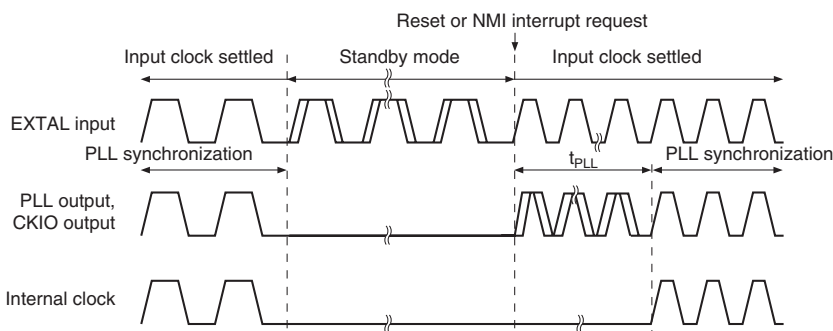 Reset or NMI interrupt request
Input clock settled
Standby mode
Input clock settled
EXTAL input
PLL synchronization
tPLL
PLL synchronization
PLL output,
CKIO output
Internal clock